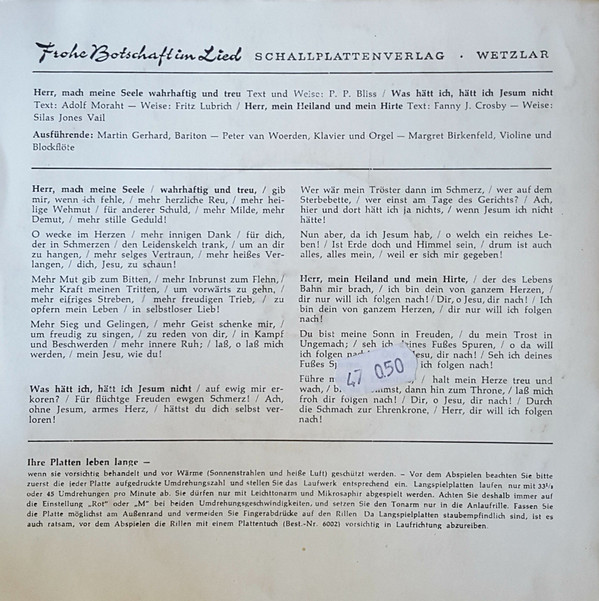 Frohe Botschaft im Lied SCHALLPLATTENVERLAG · WETZLAR
Herr, mach meine Seele wahrhaftig und treu Text und Weise: P. P. Bliss / Was hätt ich, hätt ich Jesum nicht
Text: Adolf Moraht — Weise: Fritz Lubrich / Herr, mein Heiland und mein Hirte Text: Fanny J. Crosby — Weise:
Silas Jones Vail
Ausführende: Martin Gerhard, Bariton — Peter van Woerden, Klavier und Orgel — Margret Birkenfeld, Violine und
Blockflöte
Herr, mach meine Seele / wahrhaftig und treu, / gib
mir, wenn ich fehle, / mehr herzliche Reu, / mehr hei-
lige Wehmut / für anderer Schuld, / mehr Milde, mehr
Demut, / mehr stille Geduld!
O wecke im Herzen / mehr innigen Dank / für dich,
der in Schmerzen / den Leidenskelch trank, / um an dir
zu hangen, / mehr selges Vertraun, / mehr heißes Ver-
langen, / dich, Jesu, zu schaun!
Mehr Mut gib zum Bitten, / mehr Inbrunst zum Flehn, /
mehr Kraft meinen Tritten, / um vorwärts zu gehn, /
mehr eifriges Streben, / mehr freudigen Trieb, / zu
opfern mein Leben / in selbstloser Lieb!
Mehr Sieg und Gelingen, / mehr Geist schenke mir, /
um freudig zu singen, / zu reden von dir, / in Kampf
und Beschwerden / mehr innere Ruh; / laß, o laß mich
werden, / mein Jesu, wie du!
Was hätt ich, hätt ich Jesum nicht / auf ewig mir er-
koren? / Für flüchtge Freuden ewgen Schmerz! / Ach,
ohne Jesum, armes Herz, / hättst du dich selbst ver-
loren!
Wer wär mein Tröster dann im Schmerz, / wer auf dem
Sterbebette, / wer einst am Tage des Gerichts? / Ach,
hier und dort hätt ich ja nichts, / wenn Jesum ich nicht
hätte!
Nun aber, da ich Jesum hab, / o welch ein reiches Le-
ben! / Ist Erde doch und Himmel sein, / drum ist auch
alles, alles mein, / weil er sich mir gegeben!
Herr, mein Heiland und mein Hirte, / der des Lebens
Bahn mir brach, / ich bin dein von ganzem Herzen, /
dir nur will ich folgen nach! / Dir, o Jesu, dir nach! / Ich
bin dein von ganzem Herzen, / dir nur will ich folgen
nach!
Du bist meine Sonn in Freuden, / du mein Trost in
Ungemach; / seh ich deines Fußes Spuren, / o da will
ich folgen Jesu, dir nach! / Seh ich deines
Fußes ich folgen nach!
Führe / halt mein Herze treu und
wach, / dann hin zum Throne, / laß mich
froh dir folgen nach! / Dir, o Jesu, dir nach! / Durch
die Schmach zur Ehrenkrone, / Herr, dir will ich folgen
nach!
47 0.50
Ihre Platten leben lange —
wenn sie vorsichtig behandelt und vor Wärme (Sonnenstrahlen und heiße Luft) geschützt werden. — Vor dem Abspielen beachten Sie bitte
zuerst die jeder Platte aufgedruckte Umdrehungszahl und stellen Sie das Laufwerk entsprechend ein. Langspielplatten laufen nur mit 33⅓
oder 45 Umdrehungen pro Minute ab. Sie dürfen nur mit Leichttonarm und Mikrosaphir abgespielt werden. Achten Sie deshalb immer auf
die Einstellung „Rot" oder „M" bei beiden Umdrehungsgeschwindigkeiten, und setzen Sie den Tonarm nur in die Anlaufrille. Fassen Sie
die Platte möglichst am Außenrand und vermeiden Sie Fingerabdrücke auf den Rillen. Da Langspielplatten staubempfindlich sind, ist es
auch ratsam, vor dem Abspielen die Rillen mit einem Plattentuch (Best.-Nr. 6002) vorsichtig in Laufrichtung abzureiben.